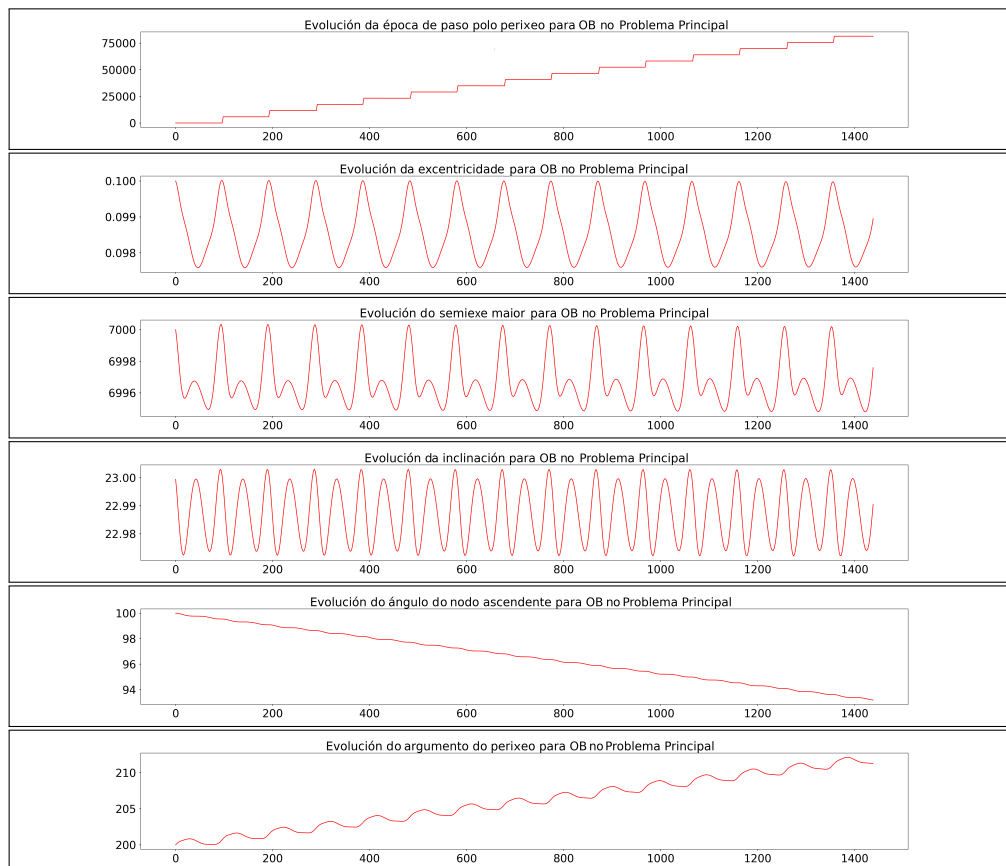 Evolución da época de paso polo perixeo para OB no Problema Principal
75000
50000
25000
0
0 200 400 600 800 1000 1200 1400
Evolución da excentricidade para OB no Problema Principal
0.100
0.099
0.098
0 200 400 600 800 1000 1200 1400
Evolución do semiexe maior para OB no Problema Principal
7000
6998
6996
0 200 400 600 800 1000 1200 1400
Evolución da inclinación para OB no Problema Principal
23.00
22.99
22.98
0 200 400 600 800 1000 1200 1400
Evolución do ángulo do nodo ascendente para OB no Problema Principal
100
98
96
94
0 200 400 600 800 1000 1200 1400
Evolución do argumento do perixeo para OB no Problema Principal
210
205
200
0 200 400 600 800 1000 1200 1400